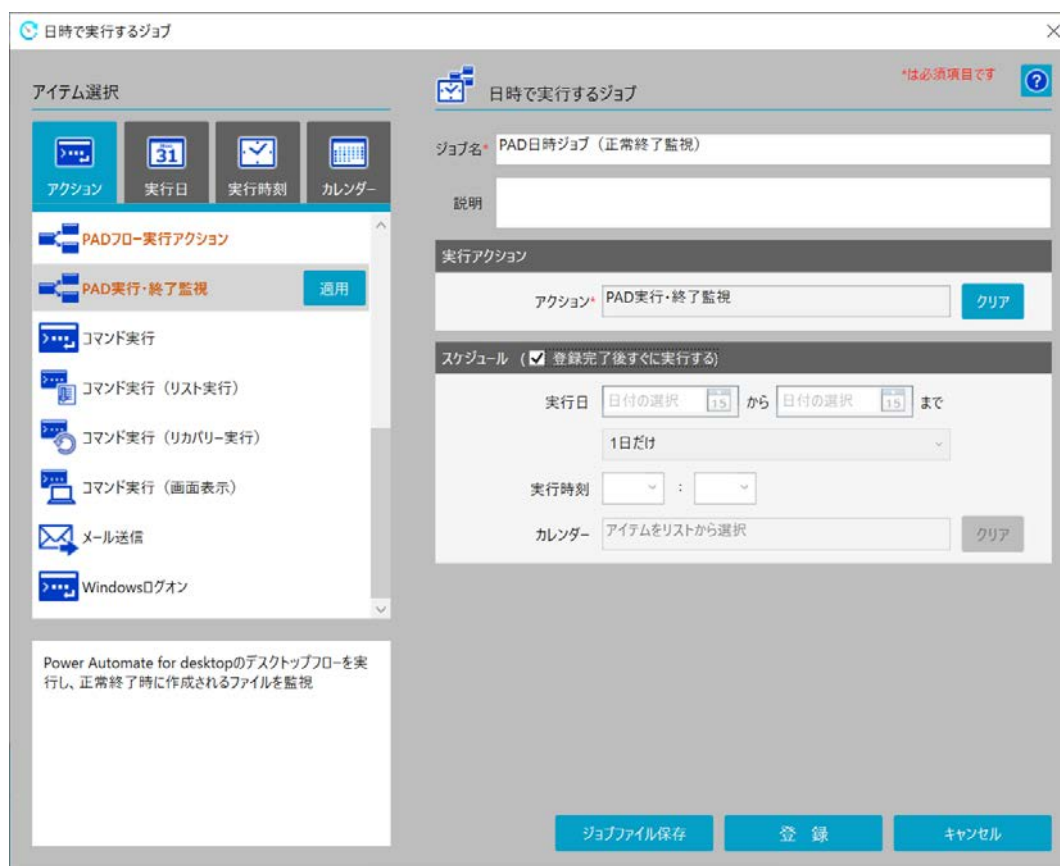 日時で実行するジョブ
アイテム選択
アクション
31
実行日
実行時刻
カレンダー
PADフロー実行アクション
PAD実行・終了監視
適用
コマンド実行
コマンド実行（リスト実行）
コマンド実行（リカバリー実行）
コマンド実行（画面表示）
メール送信
Windowsログオン
Power Automate for desktopのデスクトップフローを実
行し、正常終了時に作成されるファイルを監視
日時で実行するジョブ
*は必須項目です
?
ジョブ名* PAD日時ジョブ（正常終了監視）
説明
実行アクション
アクション* PAD実行・終了監視 クリア
スケジュール （ 登録完了後すぐに実行する）
実行日 日付の選択 15 から 日付の選択 15 まで
1日だけ
実行時刻 :
カレンダー アイテムをリストから選択 クリア
ジョブファイル保存 登 録 キャンセル